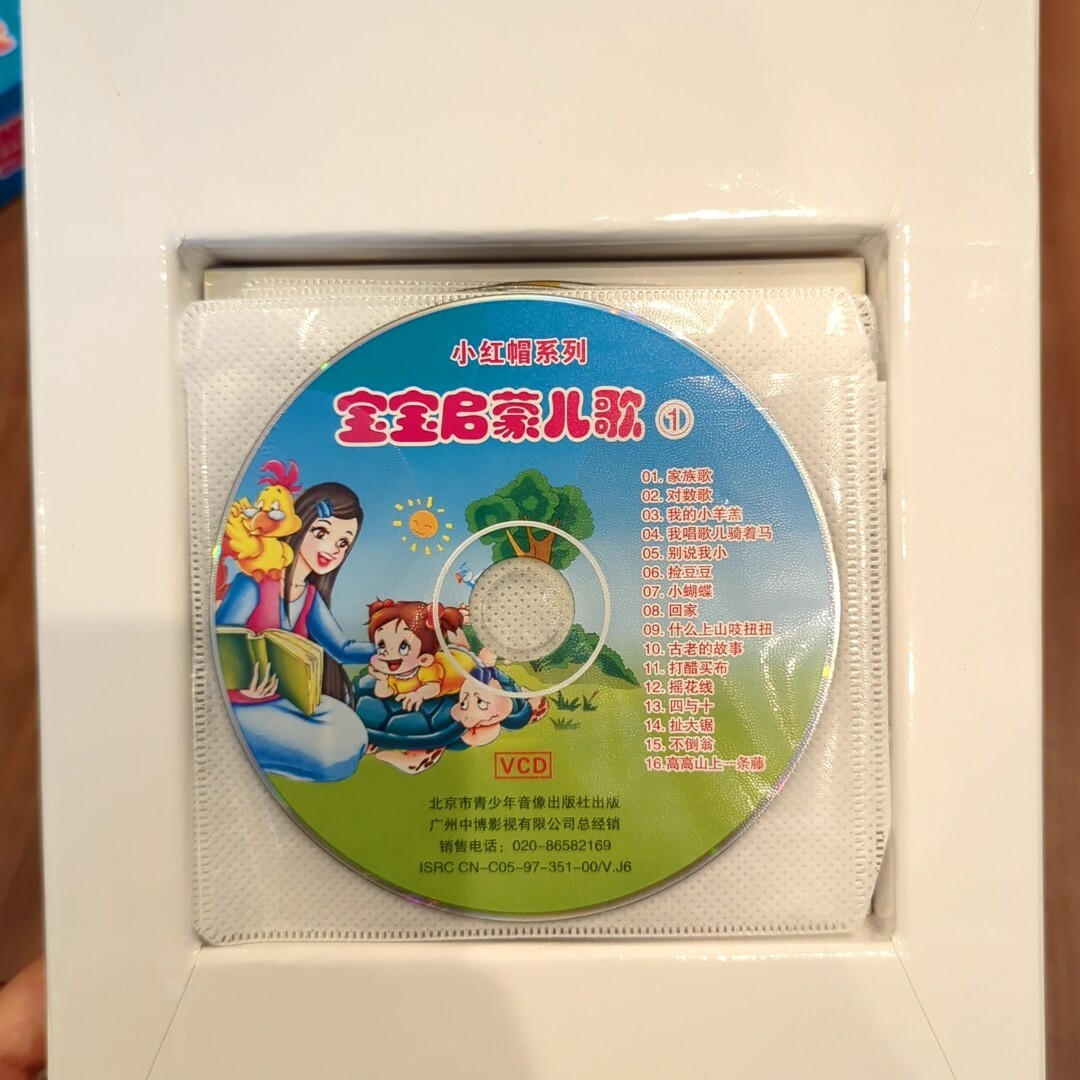 小红帽系列
宝宝启蒙儿歌 ①
01. 家族歌
02. 对数歌
03. 我的小羊羔
04. 我唱歌儿骑着马
05. 别说我小
06. 捡豆豆
07. 小蝴蝶
08. 回家
09. 什么上山吱扭扭
10. 古老的故事
11. 打醋买布
12. 摇花线
13. 四与十
14. 扯大锯
15. 不倒翁
16.高高山上一条藤
VCD
北京市青少年音像出版社出版
广州中博影视有限公司总经销
销售电话：020-86582169
ISRC CN-C05-97-351-00/V.J6